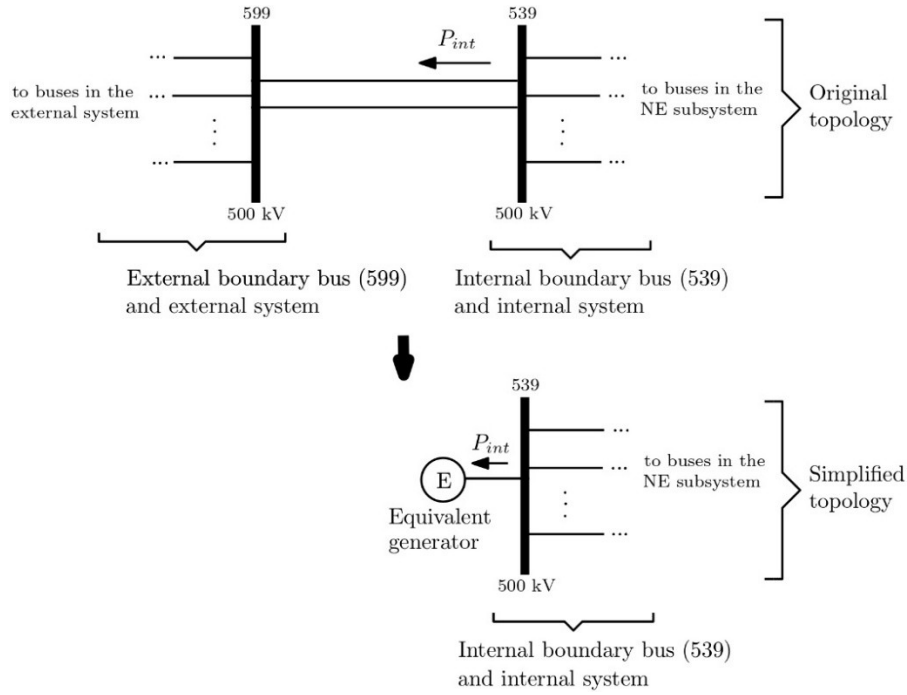 599
539
P_int
...
...
to buses in the
external system
...
...
...
to buses in the
NE subsystem
Original
topology
...
...
500 kV
500 kV
External boundary bus (599)
and external system
Internal boundary bus (539)
and internal system
539
P_int
...
E
...
to buses in the
NE subsystem
Simplified
topology
Equivalent
generator
...
500 kV
Internal boundary bus (539)
and internal system